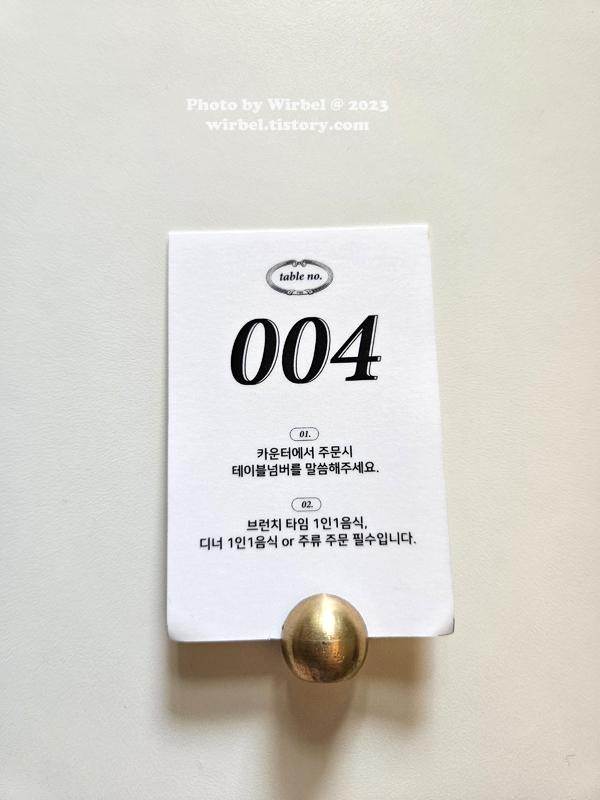 Photo by Wirbel @ 2023
wirbel.tistory.com
table no.
004
01.
카운터에서 주문시
테이블넘버를 말씀해주세요.
02.
브런치 타임 1인1음식,
디너 1인1음식 or 주류 주문 필수입니다.